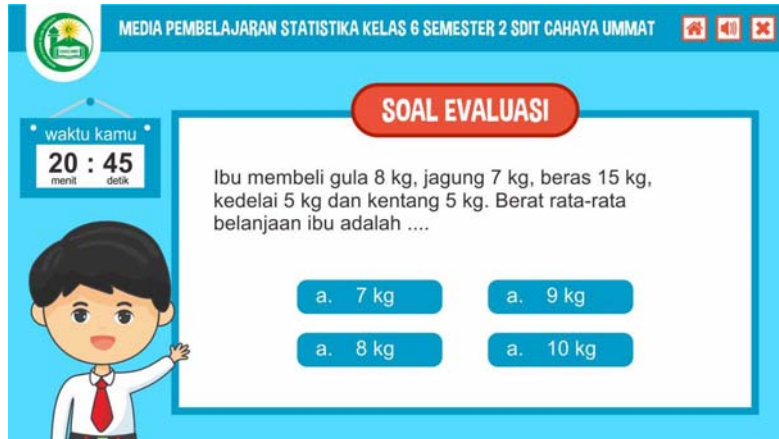 MEDIA PEMBELAJARAN STATISTIKA KELAS 6 SEMESTER 2 SDIT CAHAYA UMMAT
SOAL EVALUASI
waktu kamu
20 : 45
menit detik
Ibu membeli gula 8 kg, jagung 7 kg, beras 15 kg,
kedelai 5 kg dan kentang 5 kg. Berat rata-rata
belanjaan ibu adalah ....
a. 7 kg
a. 9 kg
a. 8 kg
a. 10 kg